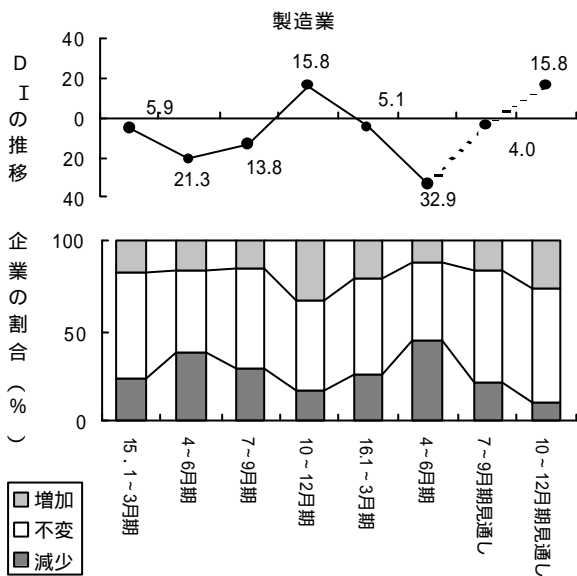 製造業
DIの推移
40
20
0
20
40
5.9
21.3
13.8
15.8
5.1
32.9
4.0
15.8
企業の割合(%)
100
50
0
15.1~3月期
4~6月期
7~9月期
10~12月期
16.1~3月期
4~6月期
7~9月期見通し
10~12月期見通し
増加
不変
減少